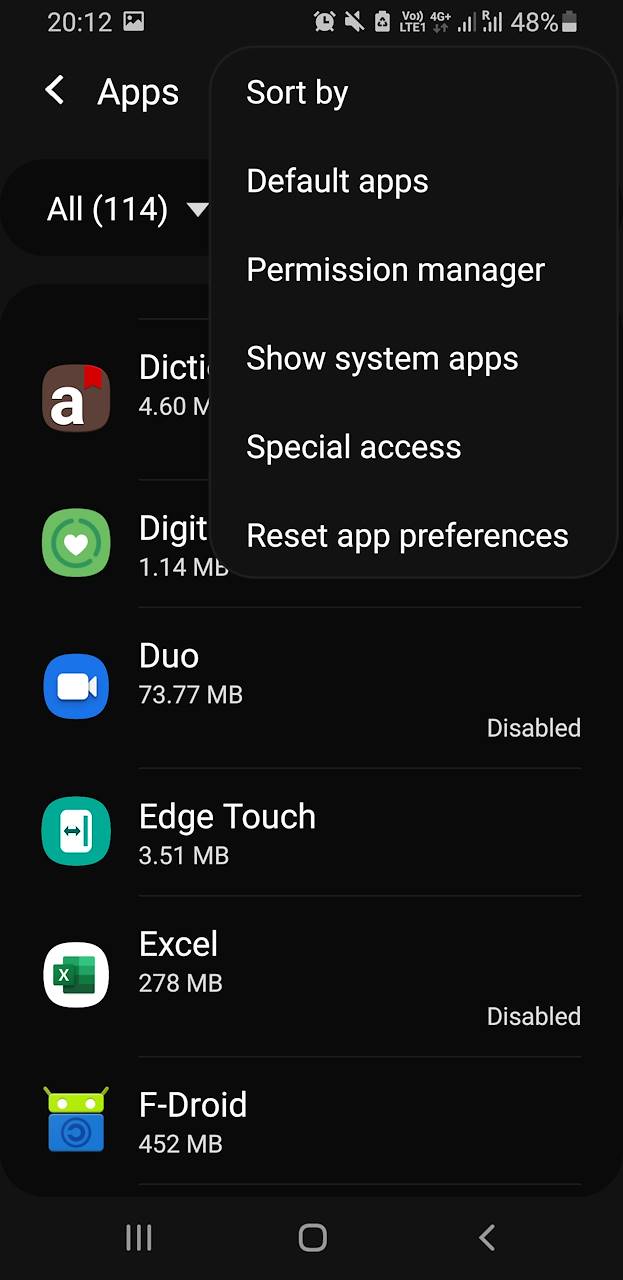 20:12 Vo)) LTE1 4G+ R 48%
Apps
Sort by
Default apps
All (114)
Permission manager
Show system apps
a
Dicti
4.60 M
Special access
Digit
Reset app preferences
1.14 MB
Duo
73.77 MB
Disabled
Edge Touch
3.51 MB
Excel
X
278 MB
Disabled
F-Droid
452 MB